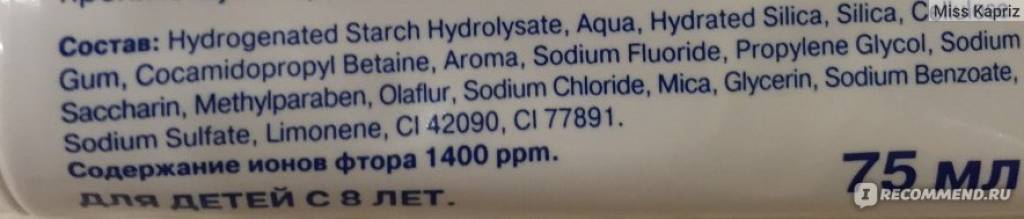 Miss Kapriz
Состав: Hydrogenated Starch Hydrolysate, Aqua, Hydrated Silica, Silica,
Gum, Cocamidopropyl Betaine, Aroma, Sodium Fluoride, Propylene Glycol, Sodium
Saccharin, Methylparaben, Olaflur, Sodium Chloride, Mica, Glycerin, Sodium Benzoate,
Sodium Sulfate, Limonene, CI 42090, CI 77891.
Содержание ионов фтора 1400 ppm.
ДЛЯ ДЕТЕЙ С 8 ЛЕТ.
75 мл
IRECOMMEND.RU